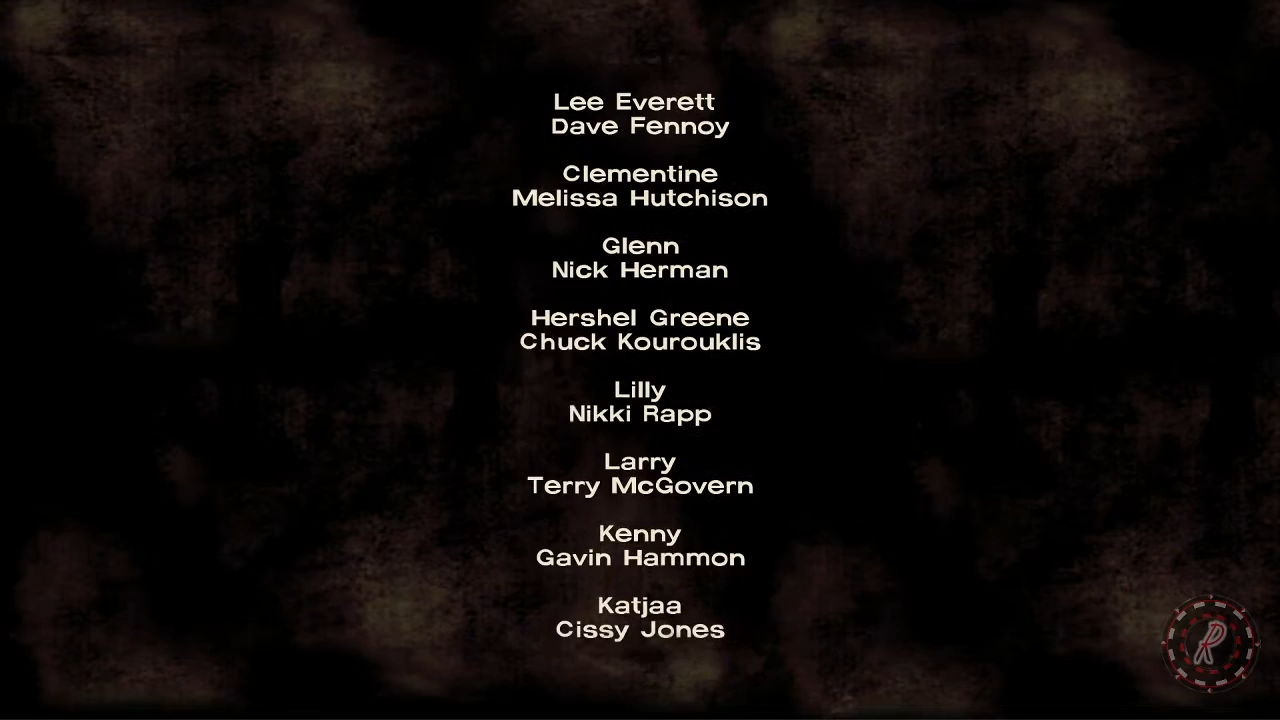 Lee Everett
Dave Fennoy
Clementine
Melissa Hutchison
Glenn
Nick Herman
Hershel Greene
Chuck Kourouklis
Lilly
Nikki Rapp
Larry
Terry McGovern
Kenny
Gavin Hammon
Katjaa
Cissy Jones
R